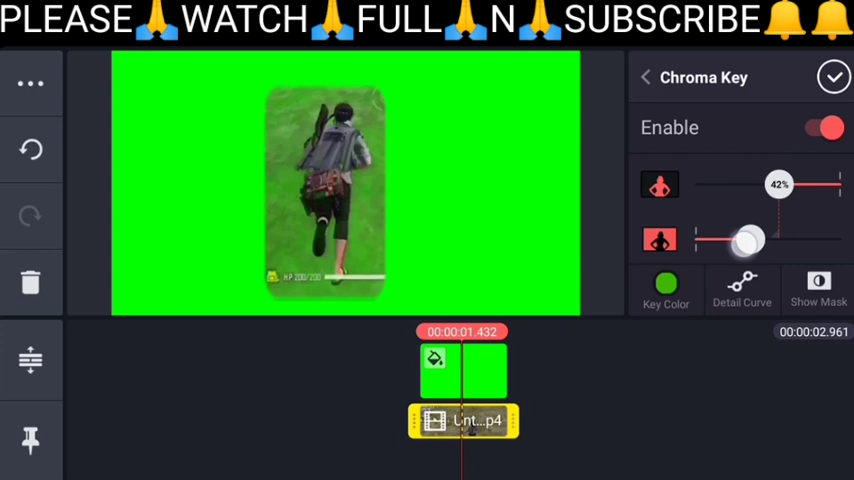 PLEASE🙏WATCH🙏FULL🙏N🙏SUBSCRIBE🔔🔔
Chroma Key
Enable
42%
HP 200/200
Key Color
Detail Curve
Show Mask
00:00:01.432
00:00:02.961
Unt...p4